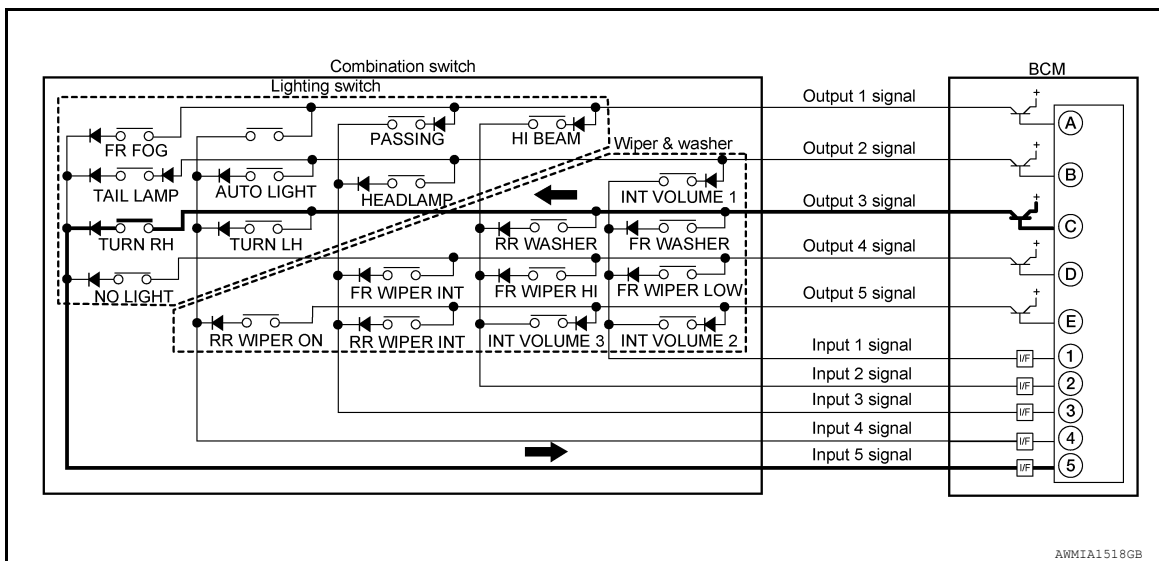 Combination switch
BCM
Lighting switch
Output 1 signal
+
A
FR FOG
PASSING
HI BEAM
Wiper & washer
Output 2 signal
+
B
TAIL LAMP
AUTO LIGHT
HEADLAMP
INT VOLUME 1
Output 3 signal
+
C
TURN RH
TURN LH
RR WASHER
FR WASHER
Output 4 signal
+
D
NO LIGHT
FR WIPER INT
FR WIPER HI
FR WIPER LOW
Output 5 signal
+
E
RR WIPER ON
RR WIPER INT
INT VOLUME 3
INT VOLUME 2
Input 1 signal
I/F
1
Input 2 signal
I/F
2
Input 3 signal
I/F
3
Input 4 signal
I/F
4
Input 5 signal
I/F
5
AWMIA1518GB